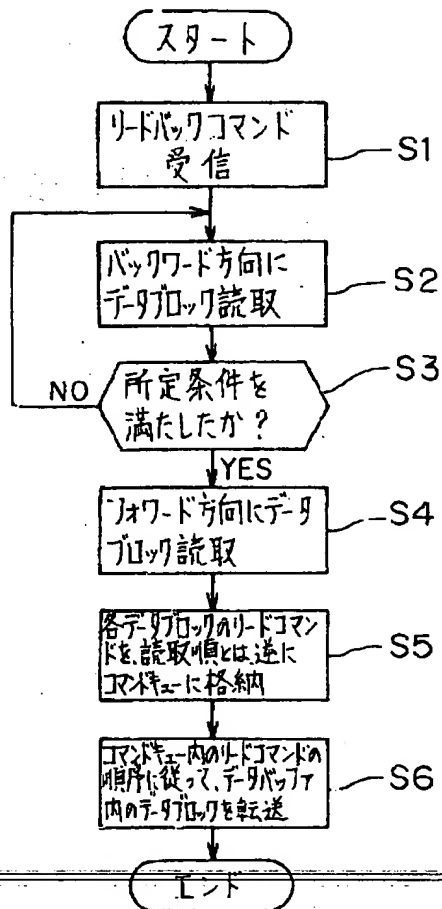 スタート
リードバックコマンド
受信
S1
バックワード方向に
データブロック読取
S2
所定条件を
満たしたか?
S3
NO
YES
フォワード方向にデータ
ブロック読取
S4
各データブロックのリードコマン
ドを、読取順とは、逆に
コマンドキューに格納
S5
コマンドキュー内のリードコマンドの
順序に従って、データバッファ
内のデータブロックを転送
S6
エンド